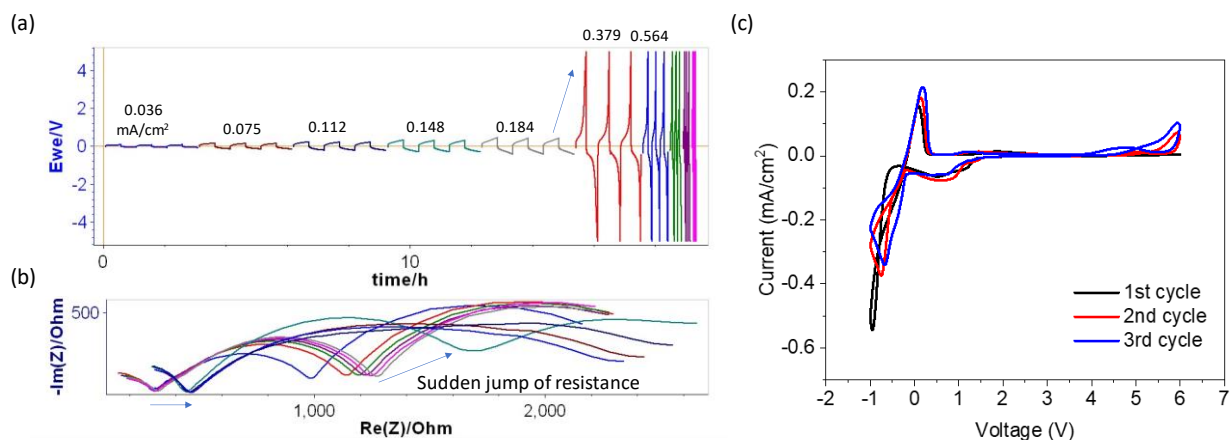 (a)
0.379 0.564
4
2
0
-2
-4
Ewe/V
0.036
mA/cm²
0.075
0.112
0.148
0.184
0
10
time/h
(b)
500
-Im(Z)/Ohm
Sudden jump of resistance
1,000
2,000
Re(Z)/Ohm
(c)
0.2
0.0
-0.2
-0.4
-0.6
Current (mA/cm²)
1st cycle
2nd cycle
3rd cycle
-2 -1 0 1 2 3 4 5 6 7
Voltage (V)